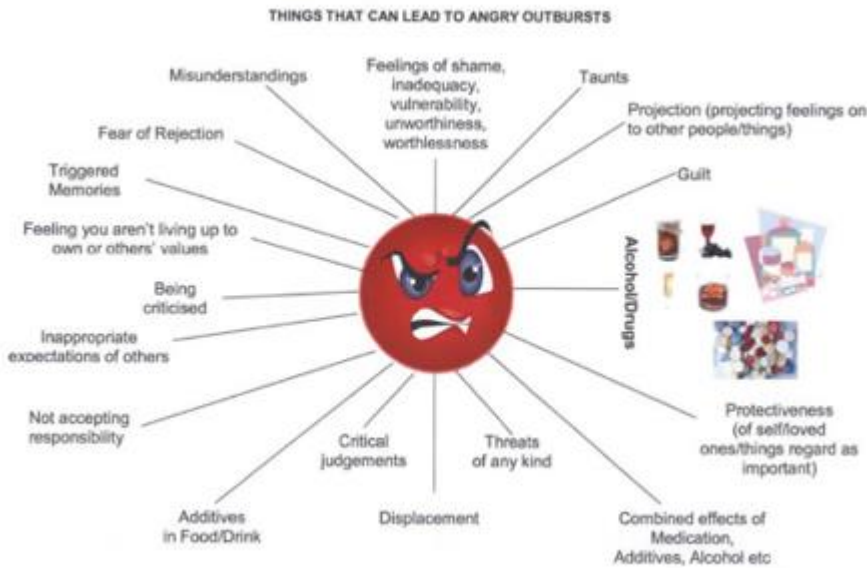 THINGS THAT CAN LEAD TO ANGRY OUTBURSTS
Misunderstandings
Feelings of shame,
inadequacy,
vulnerability,
unworthiness,
worthlessness
Taunts
Projection (projecting feelings on
to other people/things)
Fear of Rejection
Guilt
Triggered
Memories
Feeling you aren't living up to
own or others' values
Alcohol/Drugs
Being
criticised
Inappropriate
expectations of others
Not accepting
responsibility
Critical
judgements
Threats
of any kind
Protectiveness
(of self/loved
ones/things regard as
important)
Additives
in Food/Drink
Displacement
Combined effects of
Medication,
Additives, Alcohol etc